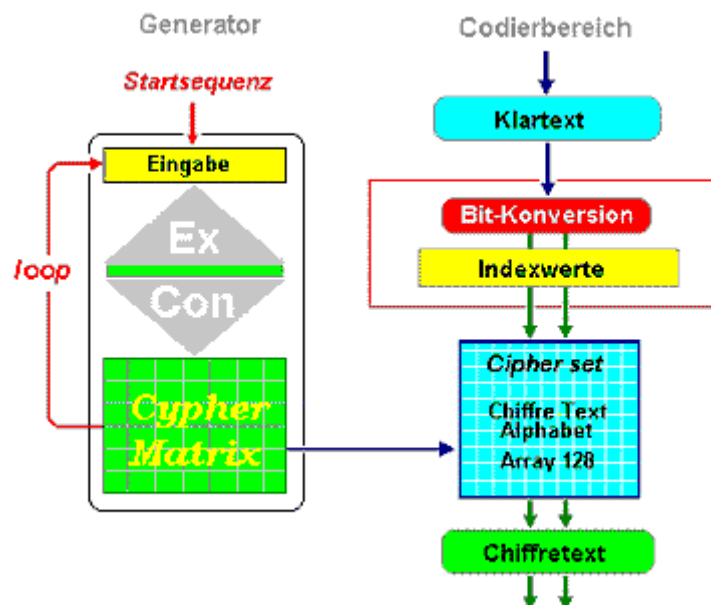 Generator
Startsequenz
Eingabe
Ex
Con
loop
Cypher
Matrix
Codierbereich
Klartext
Bit-Konversion
Indexwerte
Cipher set
Chiffre Text
Alphabet
Array 128
Chiffretext